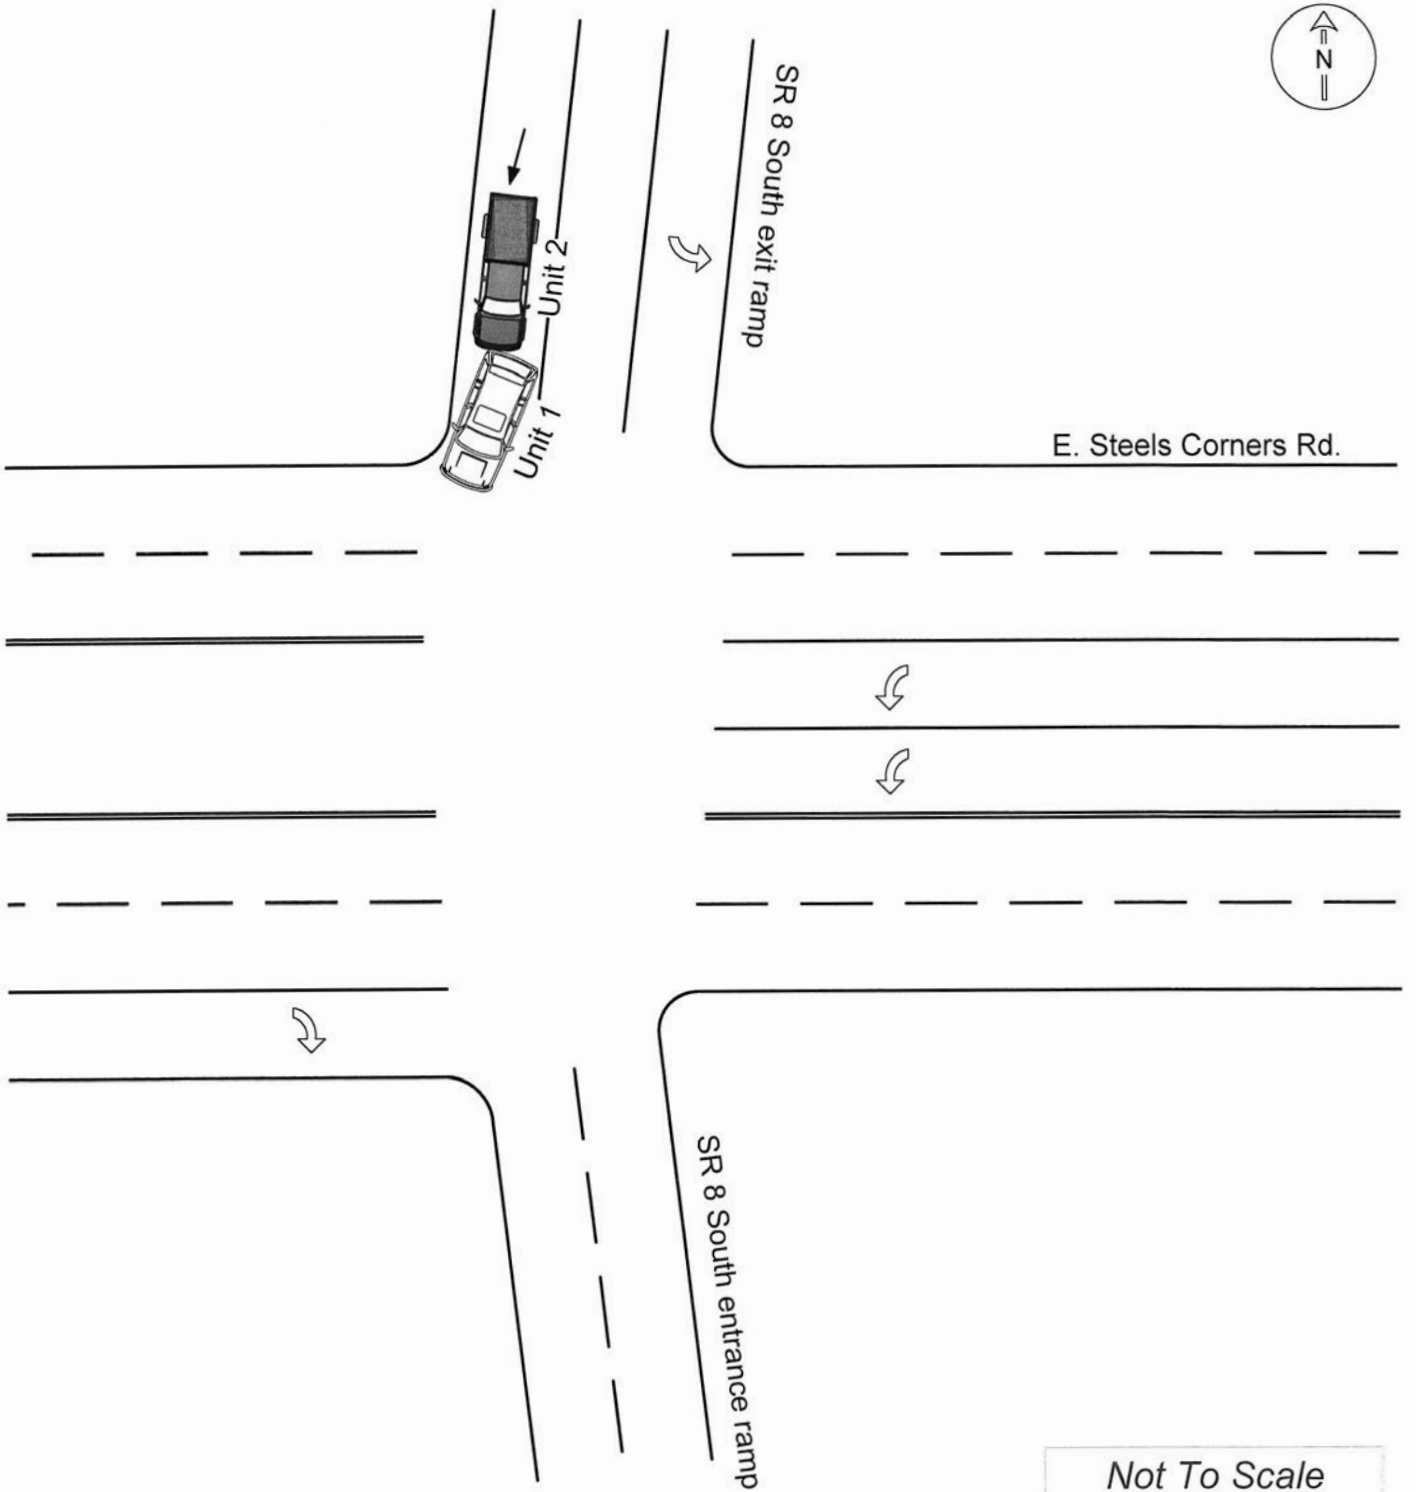 N
SR 8 South exit ramp
Unit 2
Unit 1
E. Steels Corners Rd.
SR 8 South entrance ramp
Not To Scale